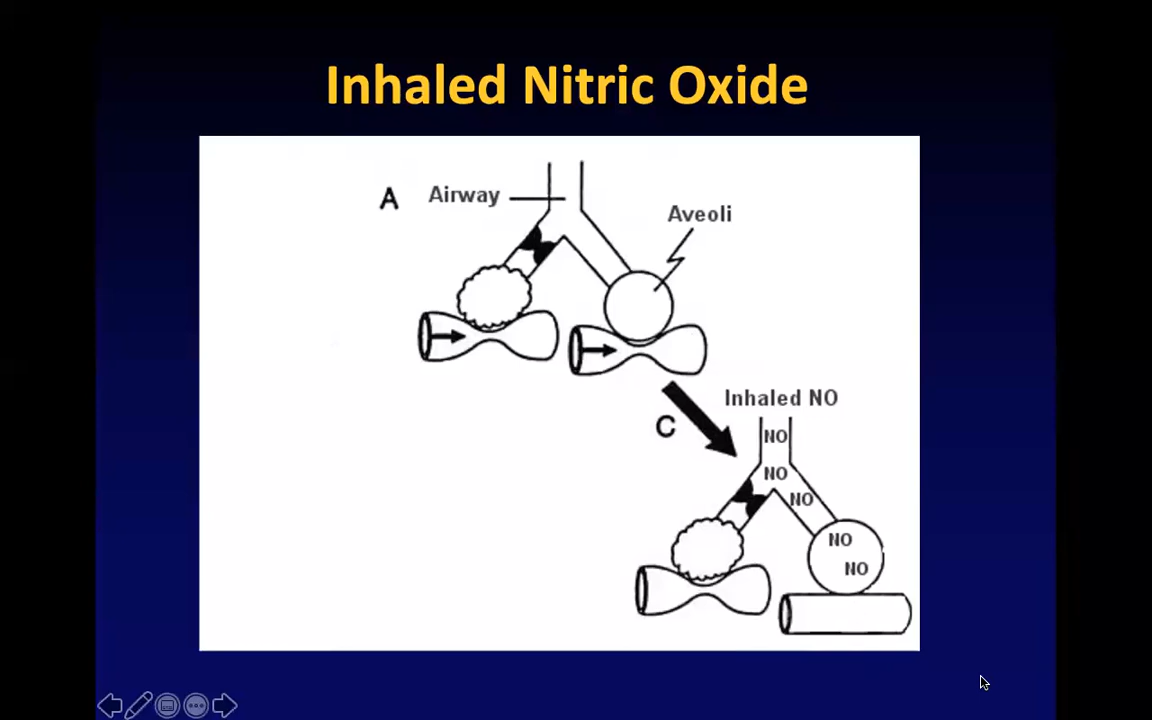 Inhaled Nitric Oxide
A
Airway
Aveoli
Inhaled NO
C
NO
NO
NO
NO
NO